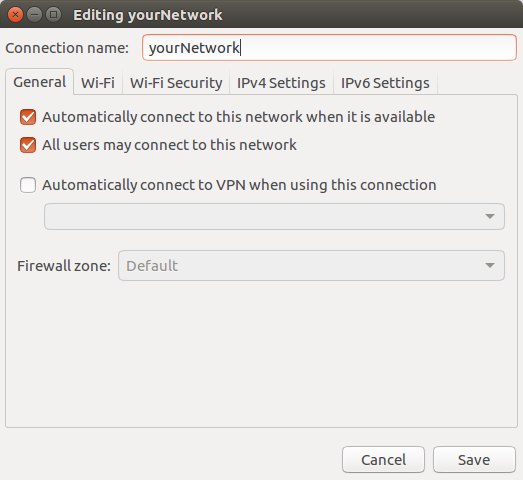 Editing yourNetwork
Connection name: yourNetwork
General Wi-Fi Wi-Fi Security IPv4 Settings IPv6 Settings
Automatically connect to this network when it is available
All users may connect to this network
Automatically connect to VPN when using this connection
Firewall zone: Default
Cancel Save